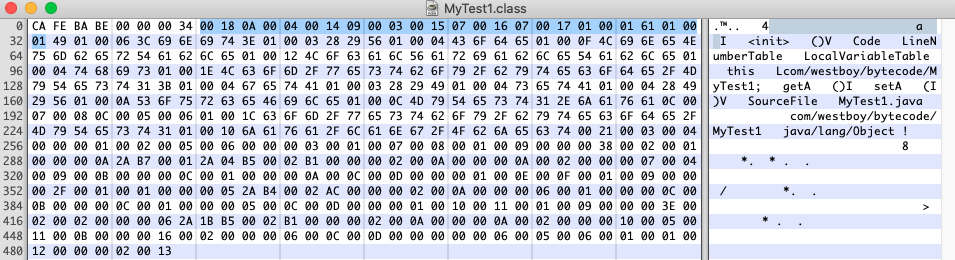 MyTest1.class
0 CA FE BA BE 00 00 00 34 00 18 0A 00 04 00 14 09 00 03 00 15 07 00 16 07 00 17 01 00 01 61 01 00 .™.. 4 a
32 01 49 01 00 06 3C 69 6E 69 74 3E 01 00 03 28 29 56 01 00 04 43 6F 64 65 01 00 0F 4C 69 6E 65 4E I <init> ()V Code LineN
64 75 6D 62 65 72 54 61 62 6C 65 01 00 12 4C 6F 63 61 6C 56 61 72 69 61 62 6C 65 54 61 62 6C 65 01 umberTable LocalVariableTable
96 00 04 74 68 69 73 01 00 1E 4C 63 6F 6D 2F 77 65 73 74 62 6F 79 2F 62 79 74 65 63 6F 64 65 2F 4D this Lcom/westboy/bytecode/M
128 79 54 65 73 74 31 3B 01 00 04 67 65 74 41 01 00 03 28 29 49 01 00 04 73 65 74 41 01 00 04 28 49 yTest1; getA ()I setA (I
160 29 56 01 00 0A 53 6F 75 72 63 65 46 69 6C 65 01 00 0C 4D 79 54 65 73 74 31 2E 6A 61 76 61 0C 00 )V SourceFile MyTest1.java
192 07 00 08 0C 00 05 00 06 01 00 1C 63 6F 6D 2F 77 65 73 74 62 6F 79 2F 62 79 74 65 63 6F 64 65 2F com/westboy/bytecode/
224 4D 79 54 65 73 74 31 01 00 10 6A 61 76 61 2F 6C 61 6E 67 2F 4F 62 6A 65 63 74 00 21 00 03 00 04 MyTest1 java/lang/Object !
256 00 00 00 01 00 02 00 05 00 06 00 00 00 03 00 01 00 07 00 08 00 01 00 09 00 00 00 38 00 02 00 01 8
288 00 00 00 0A 2A B7 00 01 2A 04 B5 00 02 B1 00 00 00 02 00 0A 00 00 00 0A 00 02 00 00 00 07 00 04 *. * . .
320 00 09 00 0B 00 00 00 0C 00 01 00 00 00 0A 00 0C 00 0D 00 00 00 01 00 0E 00 0F 00 01 00 09 00 00
352 00 2F 00 01 00 01 00 00 00 05 2A B4 00 02 AC 00 00 00 02 00 0A 00 00 00 06 00 01 00 00 00 0C 00 / *. .
384 0B 00 00 00 0C 00 01 00 00 00 05 00 0C 00 0D 00 00 00 01 00 10 00 11 00 01 00 09 00 00 00 3E 00 >
416 02 00 02 00 00 00 06 2A 1B B5 00 02 B1 00 00 00 02 00 0A 00 00 00 0A 00 02 00 00 00 10 00 05 00 * . .
448 11 00 0B 00 00 00 16 00 02 00 00 00 06 00 0C 00 0D 00 00 00 00 00 06 00 05 00 06 00 01 00 01 00
480 12 00 00 00 02 00 13